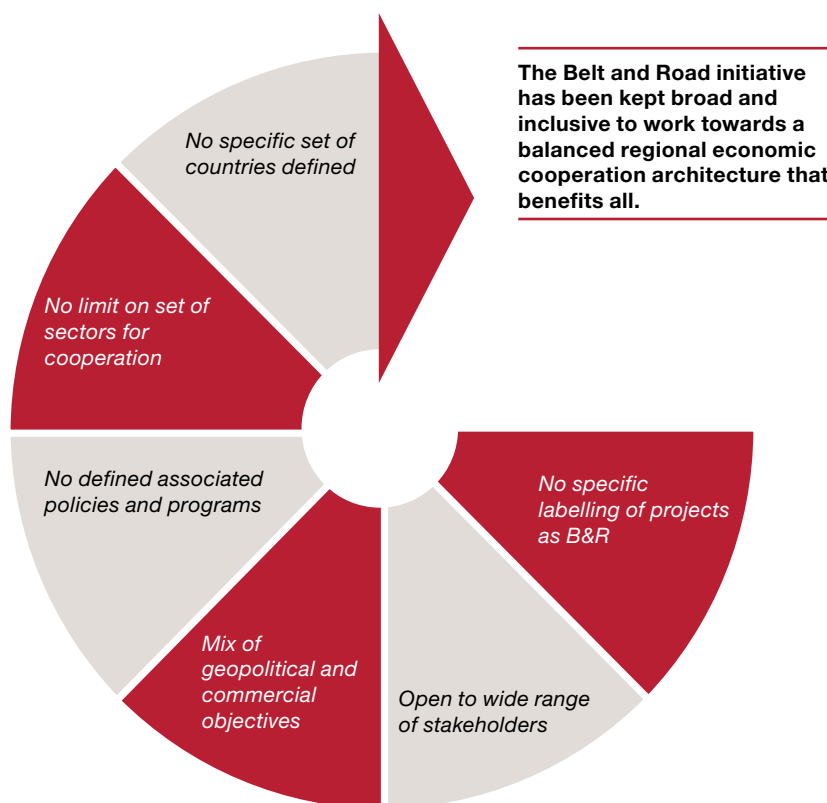 The Belt and Road initiative
has been kept broad and
inclusive to work towards a
balanced regional economic
cooperation architecture that
benefits all.
No specific set of
countries defined
No limit on set of
sectors for
cooperation
No defined associated
policies and programs
Mix of
geopolitical and
commercial
objectives
Open to wide range
of stakeholders
No specific
labelling of projects
as B&R